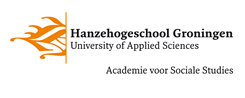 Hanzehogeschool Groningen
University of Applied Sciences
Academie voor Sociale Studies